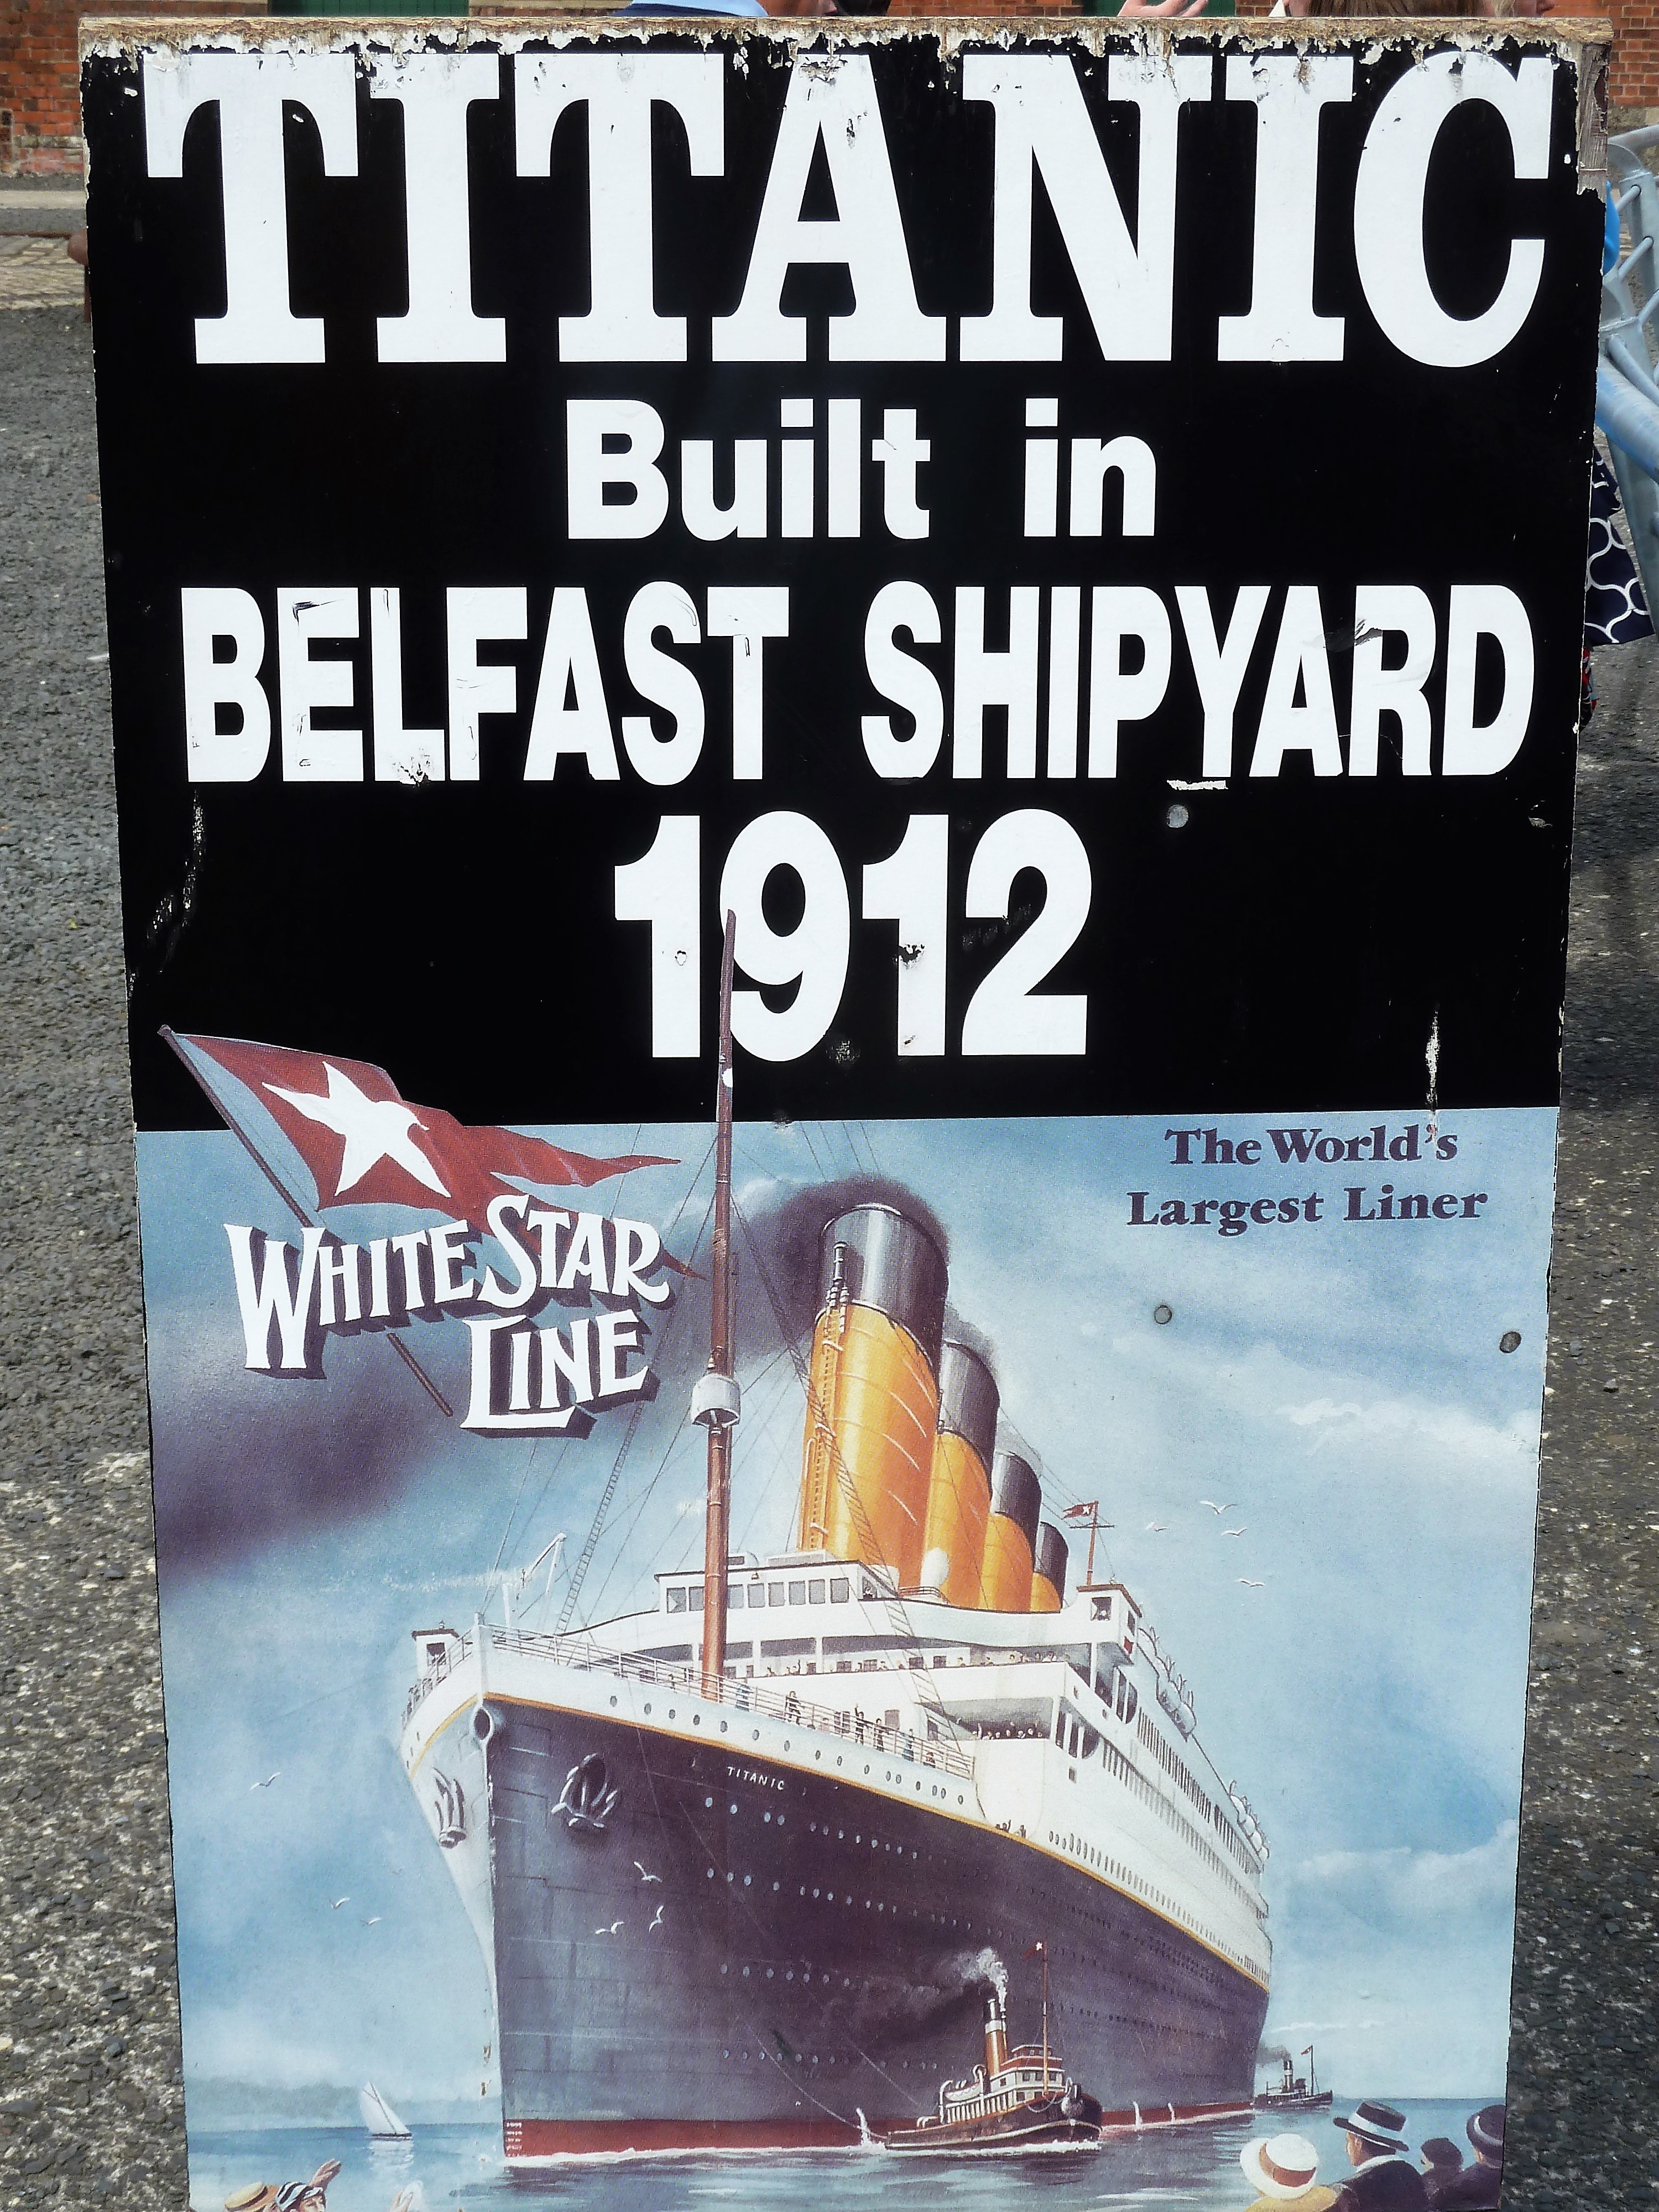 TITANIC
Built in
BELFAST SHIPYARD
1912
The World's
Largest Liner
WHITE STAR
LINE
TITANIC